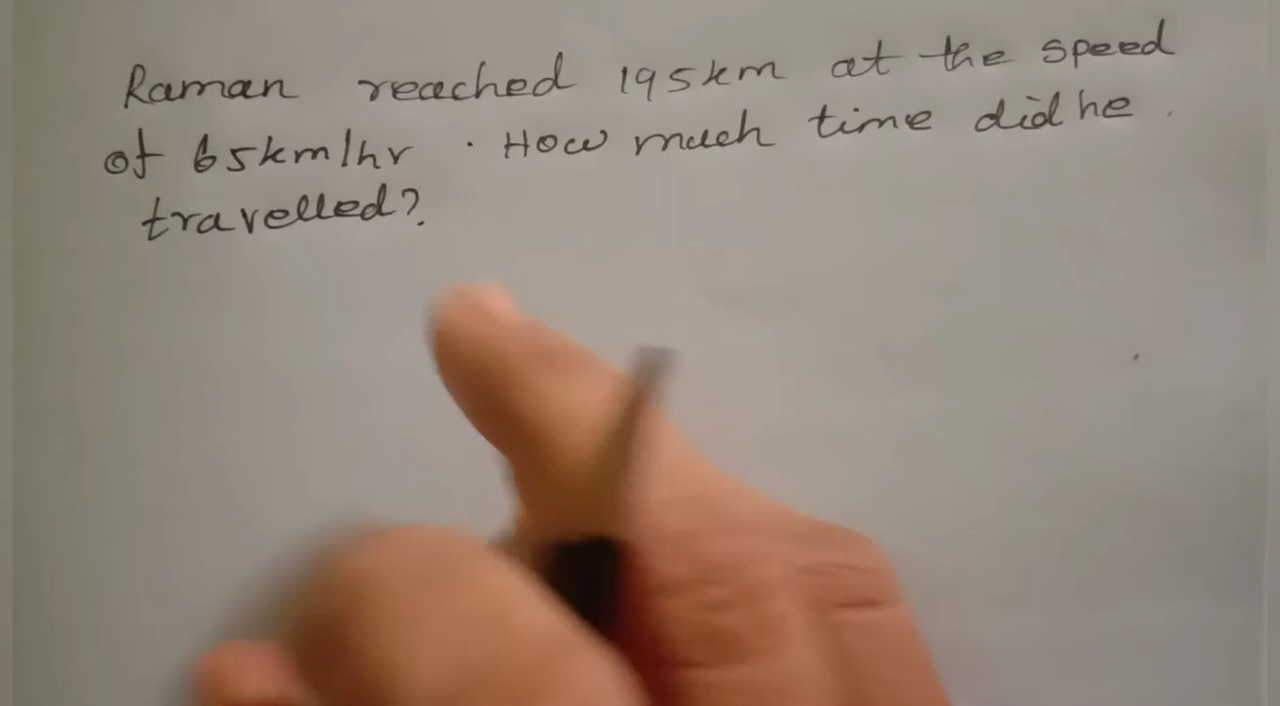 Raman reached 195km at the speed
of 65km/hr. How much time did he
travelled?